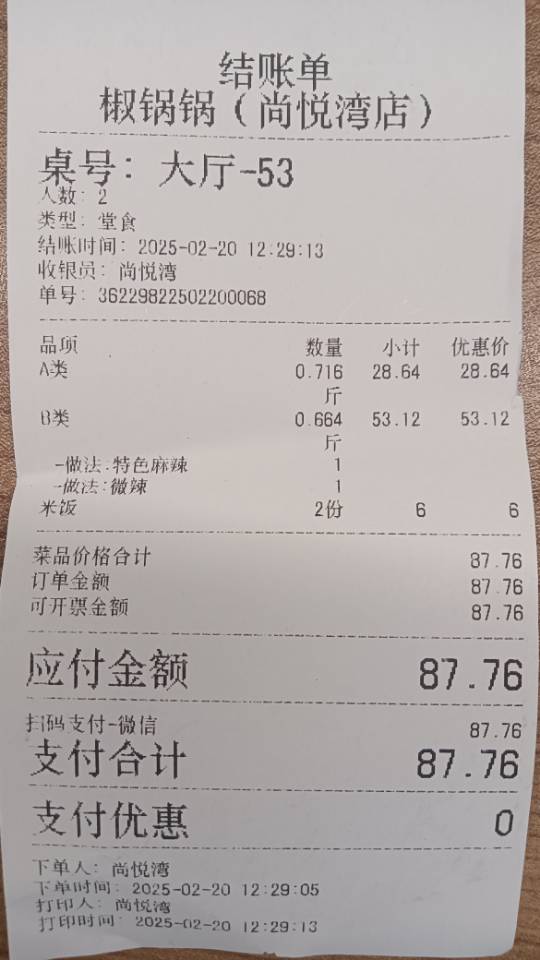 结账单
椒锅锅（尚悦湾店）
桌号: 大厅-53
人数: 2
类型: 堂食
结账时间: 2025-02-20 12:29:13
收银员: 尚悦湾
单号: 36229822502200068
品项 数量 小计 优惠价
A类 0.716 28.64 28.64
斤
B类 0.664 53.12 53.12
斤
-做法:特色麻辣 1
-做法:微辣 1
米饭 2份 6 6
菜品价格合计 87.76
订单金额 87.76
可开票金额 87.76
应付金额 87.76
扫码支付-微信 87.76
支付合计 87.76
支付优惠 0
下单人: 尚悦湾
下单时间: 2025-02-20 12:29:05
打印人: 尚悦湾
打印时间: 2025-02-20 12:29:13